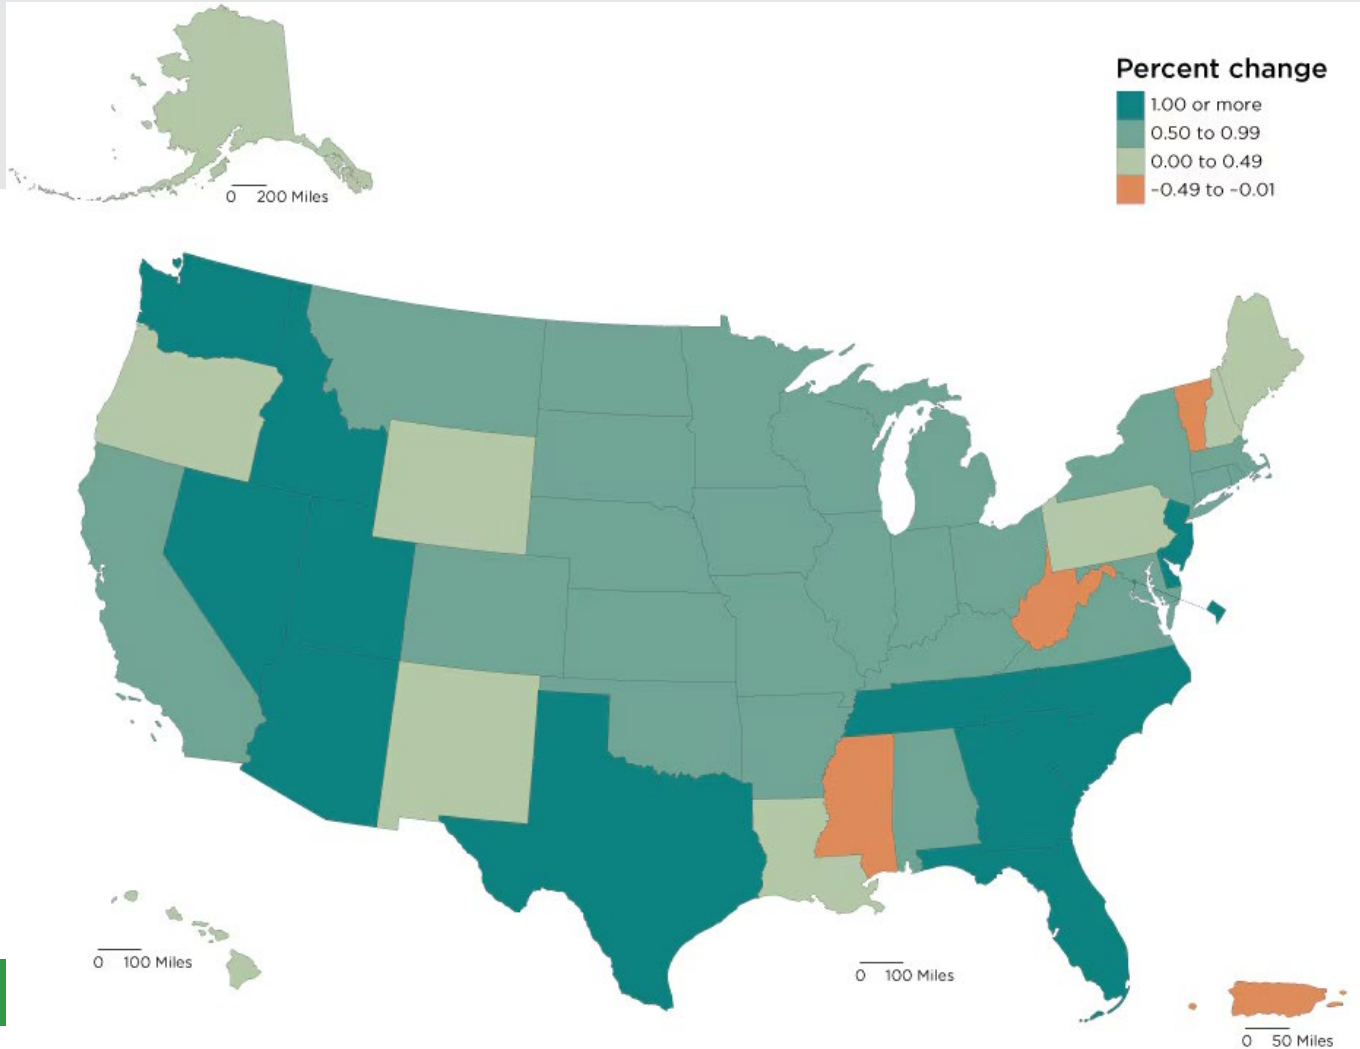 Percent change
1.00 or more
0.50 to 0.99
0.00 to 0.49
-0.49 to -0.01
0 200 Miles
0 100 Miles
0 100 Miles
0 50 Miles